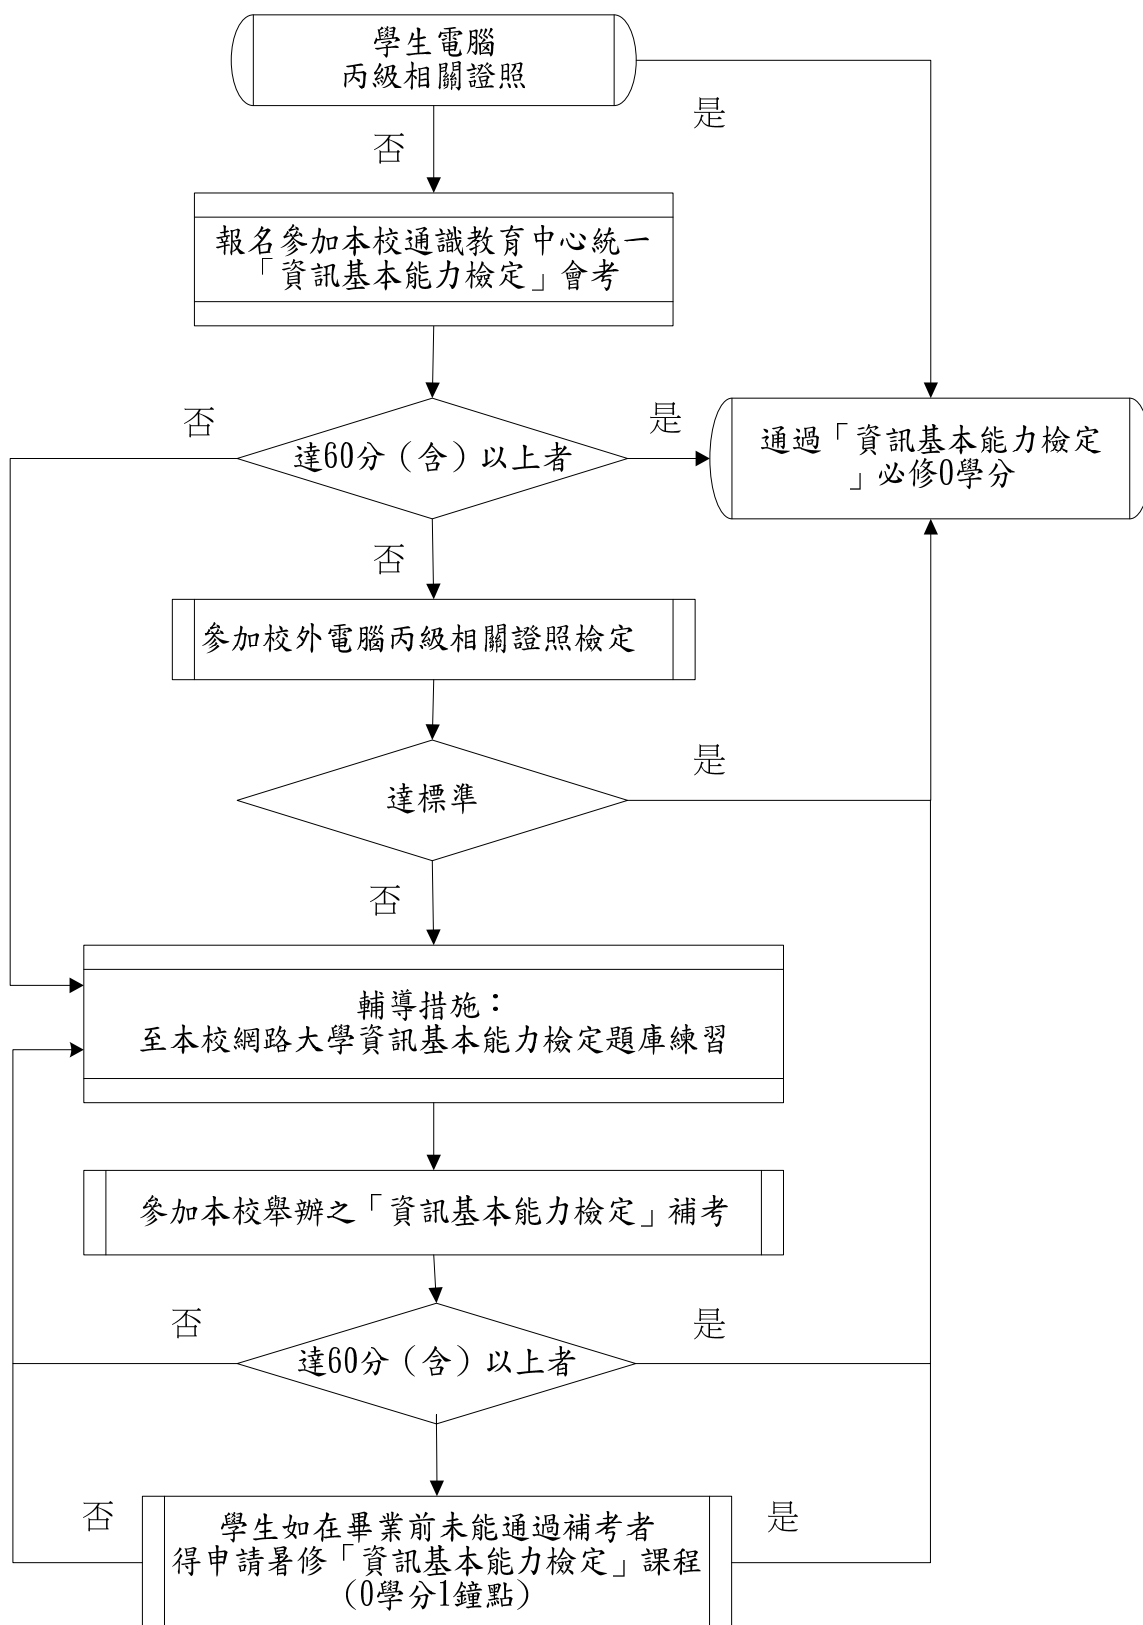 學生電腦
丙級相關證照
是
否
報名參加本校通識教育中心統一
「資訊基本能力檢定」會考
否
是
達60分（含）以上者
通過「資訊基本能力檢定
」必修0學分
否
參加校外電腦丙級相關證照檢定
是
達標準
否
輔導措施：
至本校網路大學資訊基本能力檢定題庫練習
參加本校舉辦之「資訊基本能力檢定」補考
否
是
達60分（含）以上者
否
是
學生如在畢業前未能通過補考者
得申請暑修「資訊基本能力檢定」課程
（0學分1鐘點）